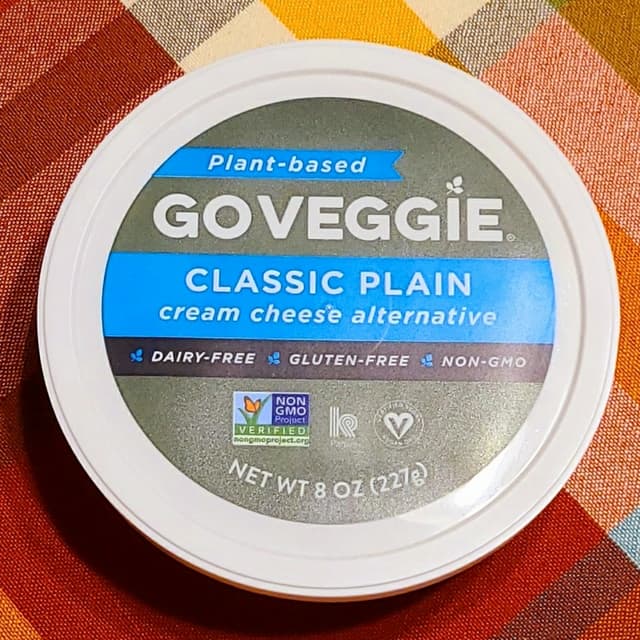 Plant-based
GOVEGGIE®
CLASSIC PLAIN
cream cheese alternative
DAIRY-FREE GLUTEN-FREE NON-GMO
NON
GMO
Project
VERIFIED
nongmoproject.org
NET WT 8 OZ (227g)